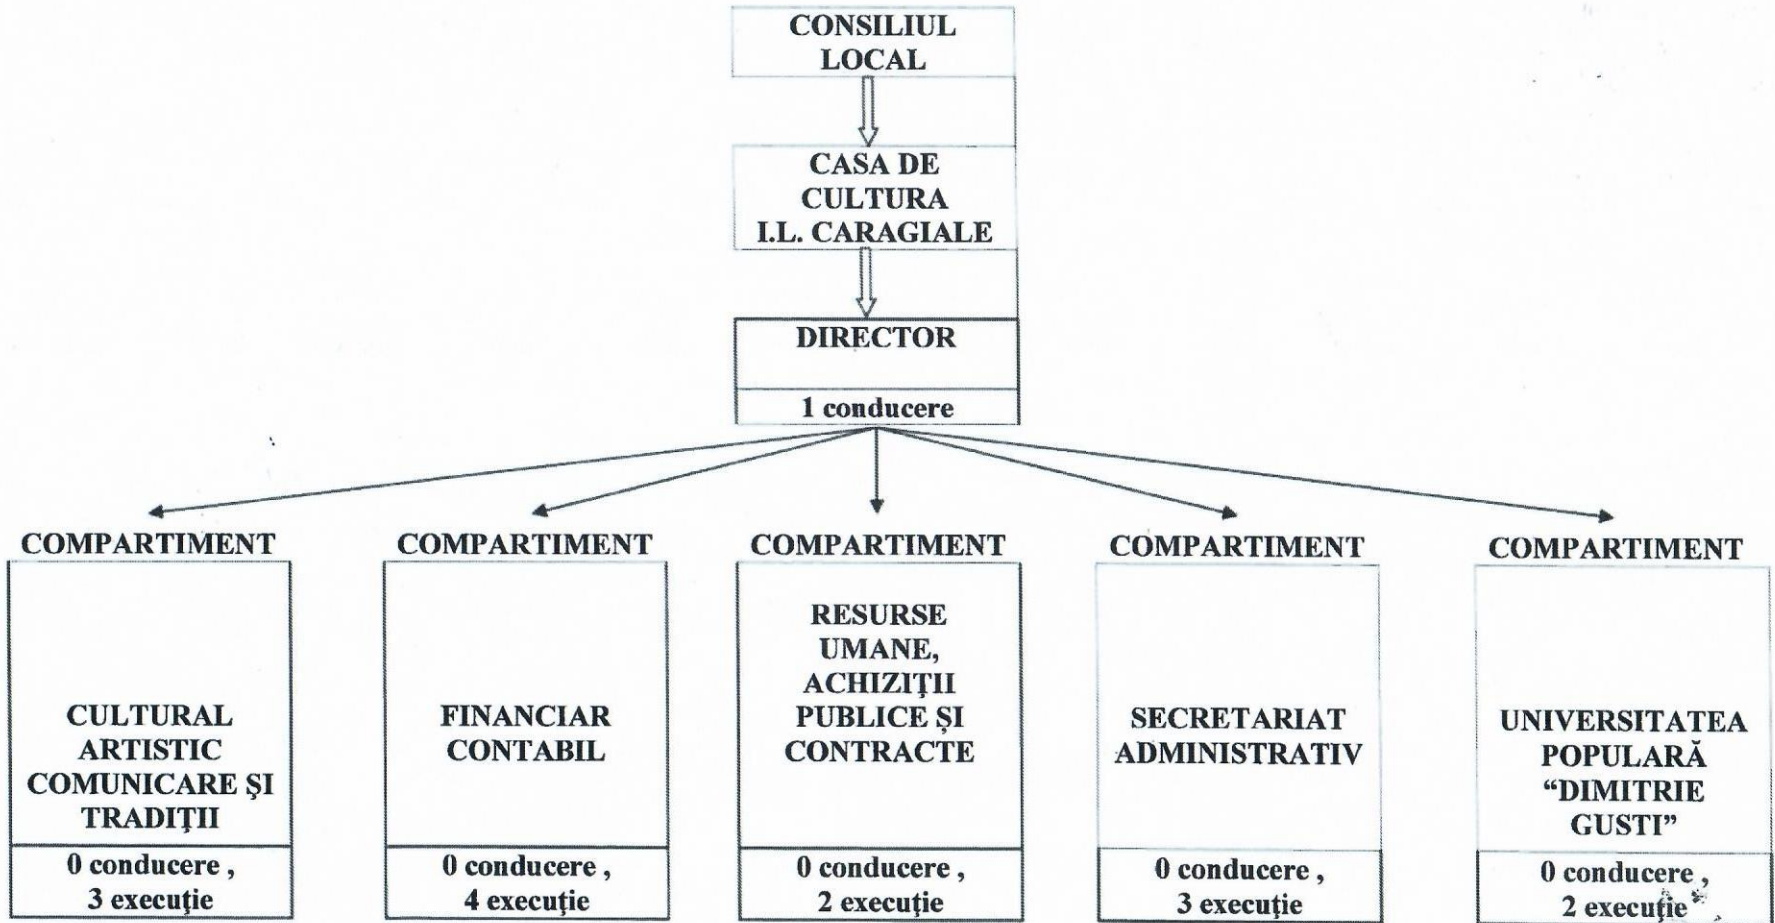 CONSILIUL
LOCAL
CASA DE
CULTURA
I.L. CARAGIALE
DIRECTOR
1 conducere
COMPARTIMENT
CULTURAL
ARTISTIC
COMUNICARE ŞI
TRADIŢII
0 conducere ,
3 execuţie
COMPARTIMENT
FINANCIAR
CONTABIL
0 conducere ,
4 execuţie
COMPARTIMENT
RESURSE
UMANE,
ACHIZIŢII
PUBLICE ȘI
CONTRACTE
0 conducere ,
2 execuţie
COMPARTIMENT
SECRETARIAT
ADMINISTRATIV
0 conducere ,
3 execuţie
COMPARTIMENT
UNIVERSITATEA
POPULARĂ
“DIMITRIE
GUSTI”
0 conducere ,
2 execuţie